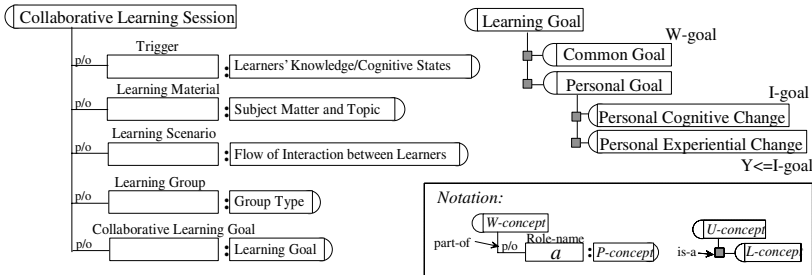 Collaborative Learning Session
Trigger
p/o : Learners' Knowledge/Cognitive States
Learning Material
p/o : Subject Matter and Topic
Learning Scenario
p/o : Flow of Interaction between Learners
Learning Group
p/o : Group Type
Collaborative Learning Goal
p/o : Learning Goal
Learning Goal
W-goal
Common Goal
Personal Goal
I-goal
Personal Cognitive Change
Personal Experiential Change
Y<=I-goal
Notation:
W-concept
part-of p/o Role-name
a : P-concept
U-concept
is-a L-concept